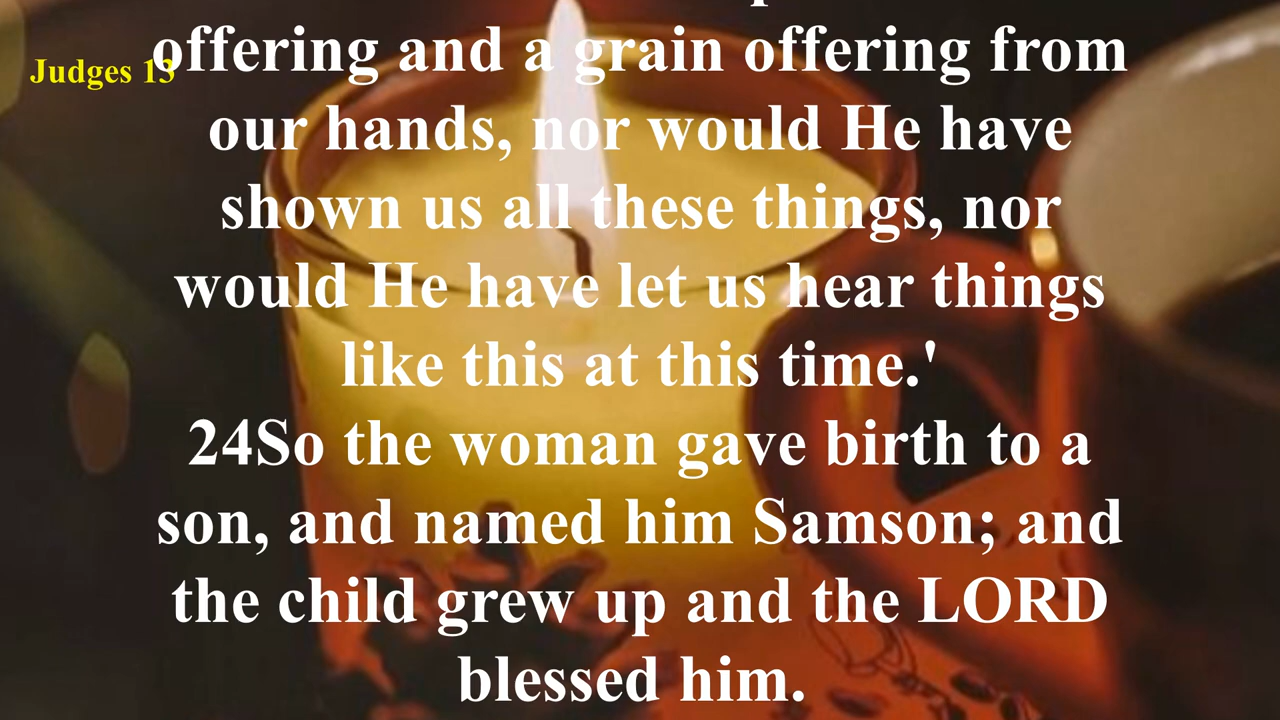 Judges 13
offering and a grain offering from
our hands, nor would He have
shown us all these things, nor
would He have let us hear things
like this at this time.'
24So the woman gave birth to a
son, and named him Samson; and
the child grew up and the LORD
blessed him.